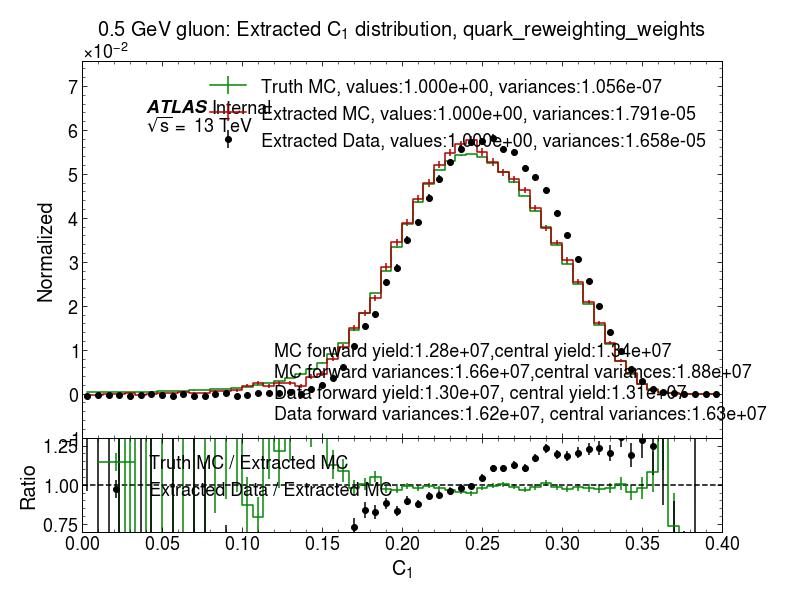 0.5 GeV gluon: Extracted C₁ distribution, quark_reweighting_weights
×10⁻²
Truth MC, values:1.000e+00, variances:1.056e-07
ATLAS Internal
Extracted MC, values:1.000e+00, variances:1.791e-05
√s = 13 TeV
Extracted Data, values:1.000e+00, variances:1.658e-05
7
6
5
4
3
2
1
0
Normalized
MC forward yield:1.28e+07,central yield:1.34e+07
MC forward variances:1.66e+07,central variances:1.88e+07
Data forward yield:1.30e+07, central yield:1.31e+07
Data forward variances:1.62e+07, central variances:1.63e+07
1.25
1.00
0.75
Ratio
Truth MC / Extracted MC
Extracted Data / Extracted MC
0.00 0.05 0.10 0.15 0.20 0.25 0.30 0.35 0.40
C₁